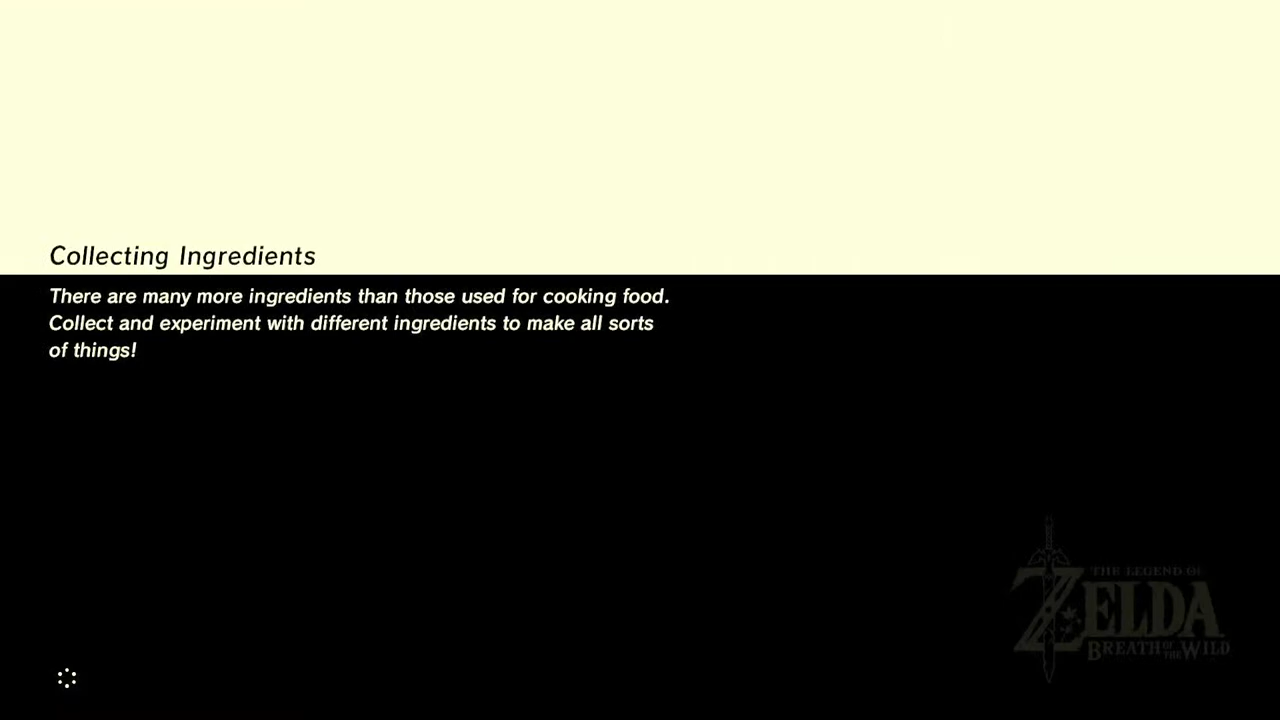 Collecting Ingredients
There are many more ingredients than those used for cooking food.
Collect and experiment with different ingredients to make all sorts
of things!
THE LEGEND OF
ZELDA
BREATH OF THE WILD